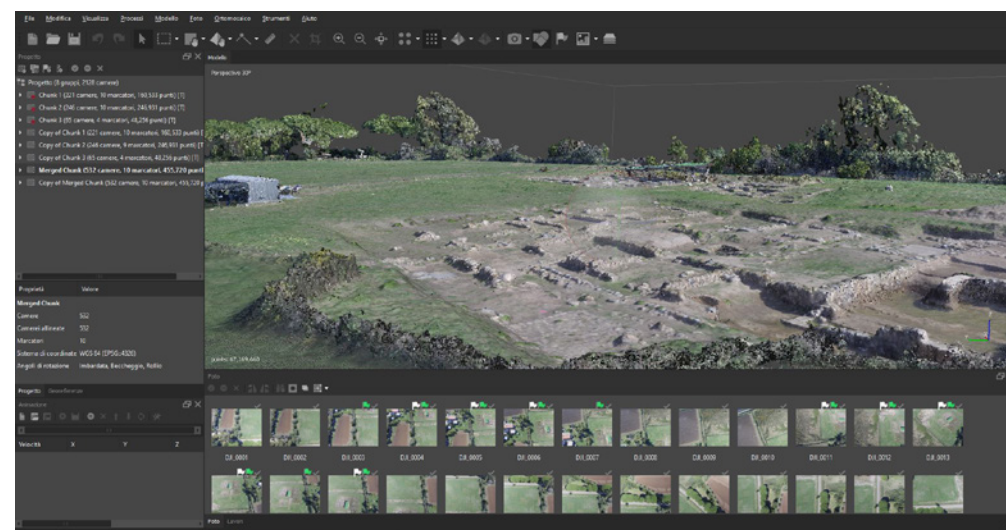 File Modifica Visualizza Processi Modello Foto Ortomosaico Strumenti Aiuto
Progetto
Modello
Prospettiva 30°
Progetto (8 gruppi, 2128 camere)
Chunk 1 (221 camere, 10 marcatori, 160,533 punti) [T]
Chunk 2 (246 camere, 10 marcatori, 246,931 punti) [T]
Chunk 3 (65 camere, 4 marcatori, 48,256 punti) [T]
Copy of Chunk 1 (221 camere, 10 marcatori, 160,533 punti) [
Copy of Chunk 2 (246 camere, 9 marcatori, 246,931 punti) [T
Copy of Chunk 3 (65 camere, 4 marcatori, 48,256 punti) [T]
Merged Chunk (532 camere, 10 marcatori, 455,720 punti
Copy of Merged Chunk (532 camere, 10 marcatori, 455,720 p
Proprietà Valore
Merged Chunk
Camere 532
Camere allineate 532
Marcatori 10
Sistema di coordinate WGS 84 (EPSG::4326)
Angoli di rotazione Imbardata, Beccheggio, Rollio
Progetto Georeferenza
Animazione
Velocità X Y Z
Foto
DJI_0001 DJI_0002 DJI_0003 DJI_0004 DJI_0005 DJI_0006 DJI_0007 DJI_0008 DJI_0009 DJI_0010 DJI_0011 DJI_0012 DJI_0013
Foto Lavori